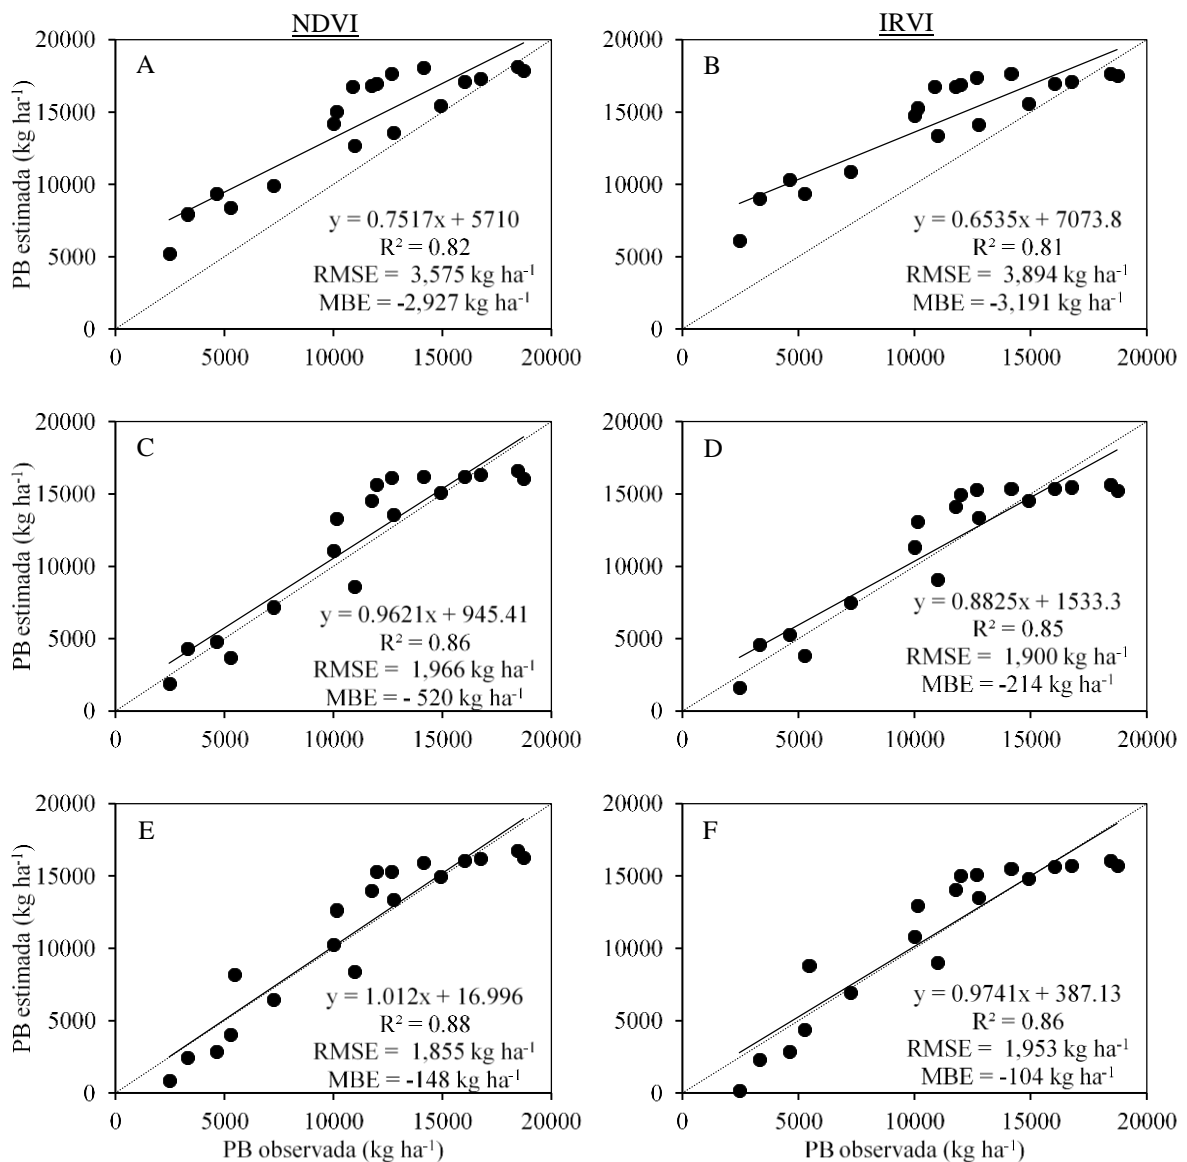 NDVI
IRVI
PB estimada (kg ha⁻¹)
20000
15000
10000
5000
0
A
y = 0.7517x + 5710
R² = 0.82
RMSE = 3,575 kg ha⁻¹
MBE = -2,927 kg ha⁻¹
0 5000 10000 15000 20000
PB estimada (kg ha⁻¹)
20000
15000
10000
5000
0
B
y = 0.6535x + 7073.8
R² = 0.81
RMSE = 3,894 kg ha⁻¹
MBE = -3,191 kg ha⁻¹
0 5000 10000 15000 20000
PB estimada (kg ha⁻¹)
20000
15000
10000
5000
0
C
y = 0.9621x + 945.41
R² = 0.86
RMSE = 1,966 kg ha⁻¹
MBE = - 520 kg ha⁻¹
0 5000 10000 15000 20000
20000
15000
10000
5000
0
D
y = 0.8825x + 1533.3
R² = 0.85
RMSE = 1,900 kg ha⁻¹
MBE = -214 kg ha⁻¹
0 5000 10000 15000 20000
PB estimada (kg ha⁻¹)
20000
15000
10000
5000
0
E
y = 1.012x + 16.996
R² = 0.88
RMSE = 1,855 kg ha⁻¹
MBE = -148 kg ha⁻¹
0 5000 10000 15000 20000
PB observada (kg ha⁻¹)
20000
15000
10000
5000
0
F
y = 0.9741x + 387.13
R² = 0.86
RMSE = 1,953 kg ha⁻¹
MBE = -104 kg ha⁻¹
0 5000 10000 15000 20000
PB observada (kg ha⁻¹)